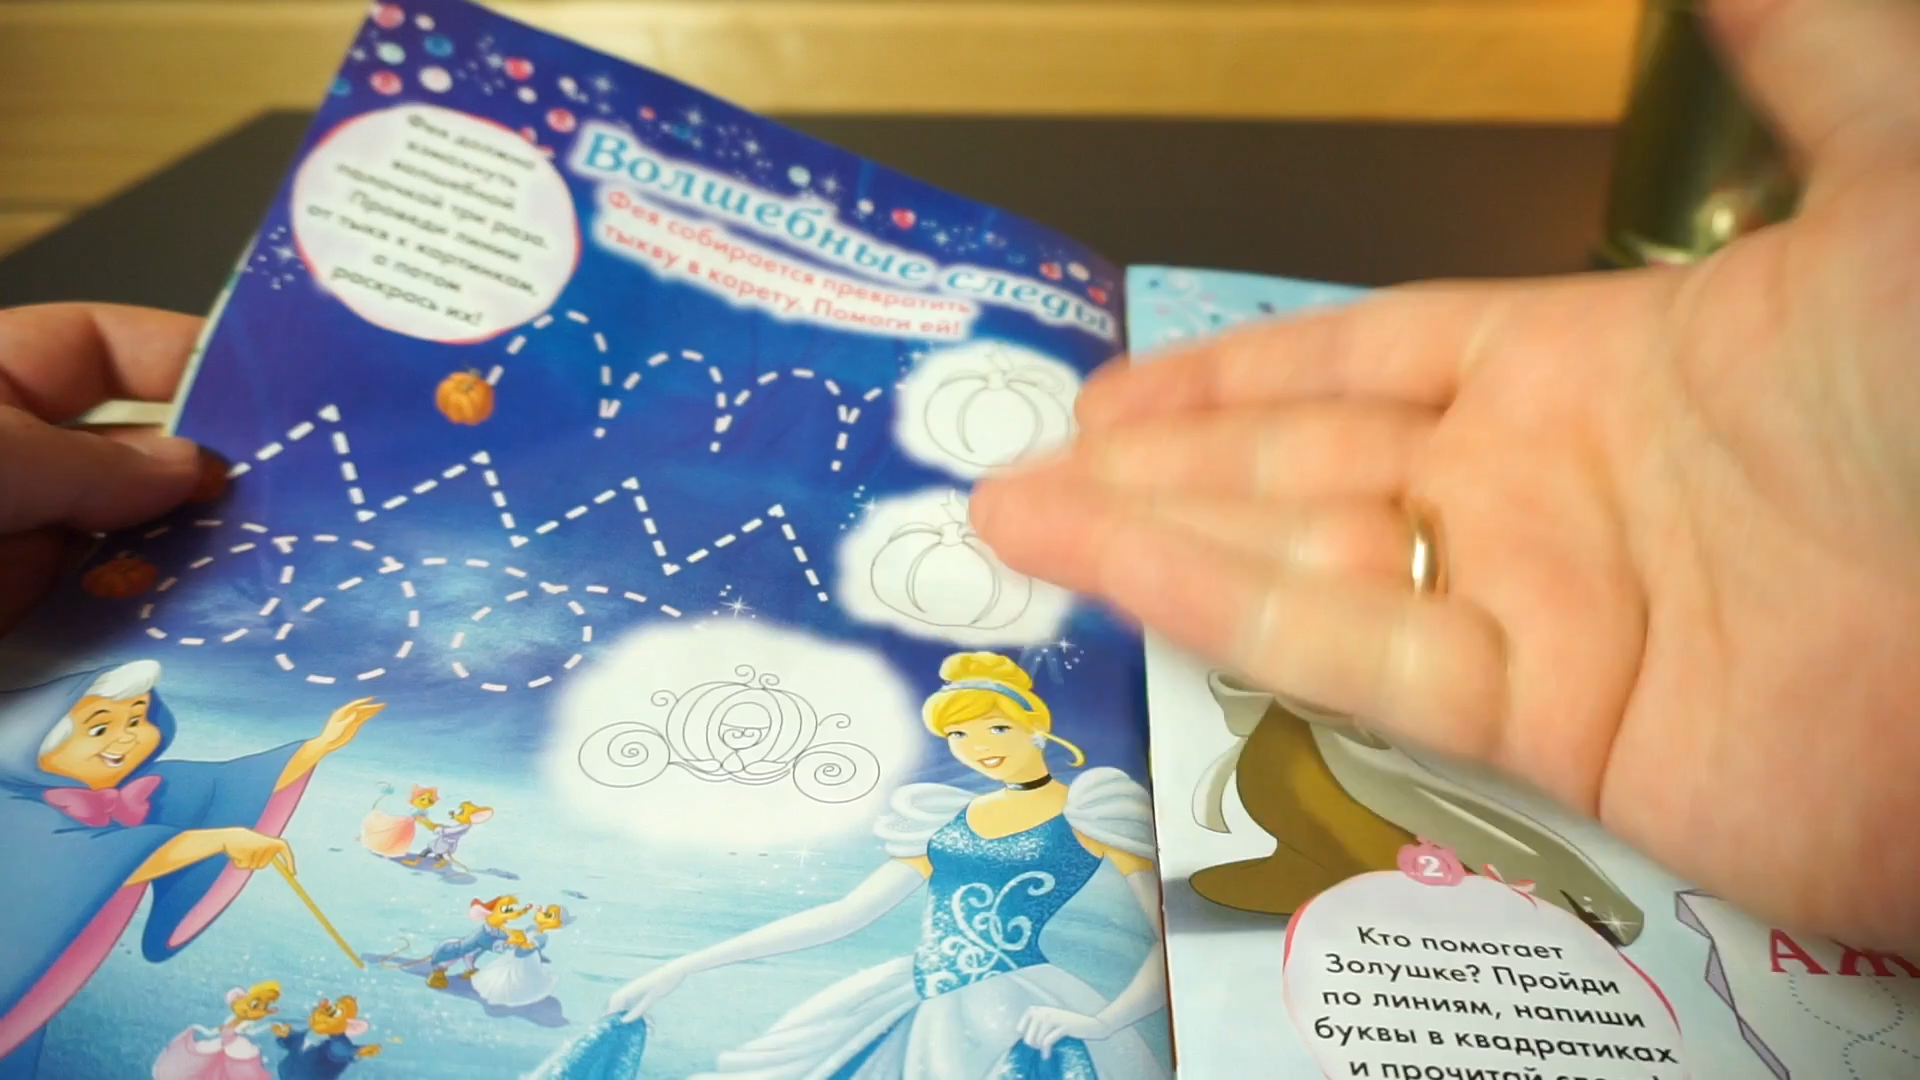 Фея должна
взмахнуть
волшебной
палочкой три раза.
Проведи линии
от тыкв к картинкам,
а потом
раскрась их!
Волшебные следы
Фея собирается превратить
тыкву в карету. Помоги ей!
2
Кто помогает
Золушке? Пройди
по линиям, напиши
буквы в квадратиках
и прочитай
А Ж